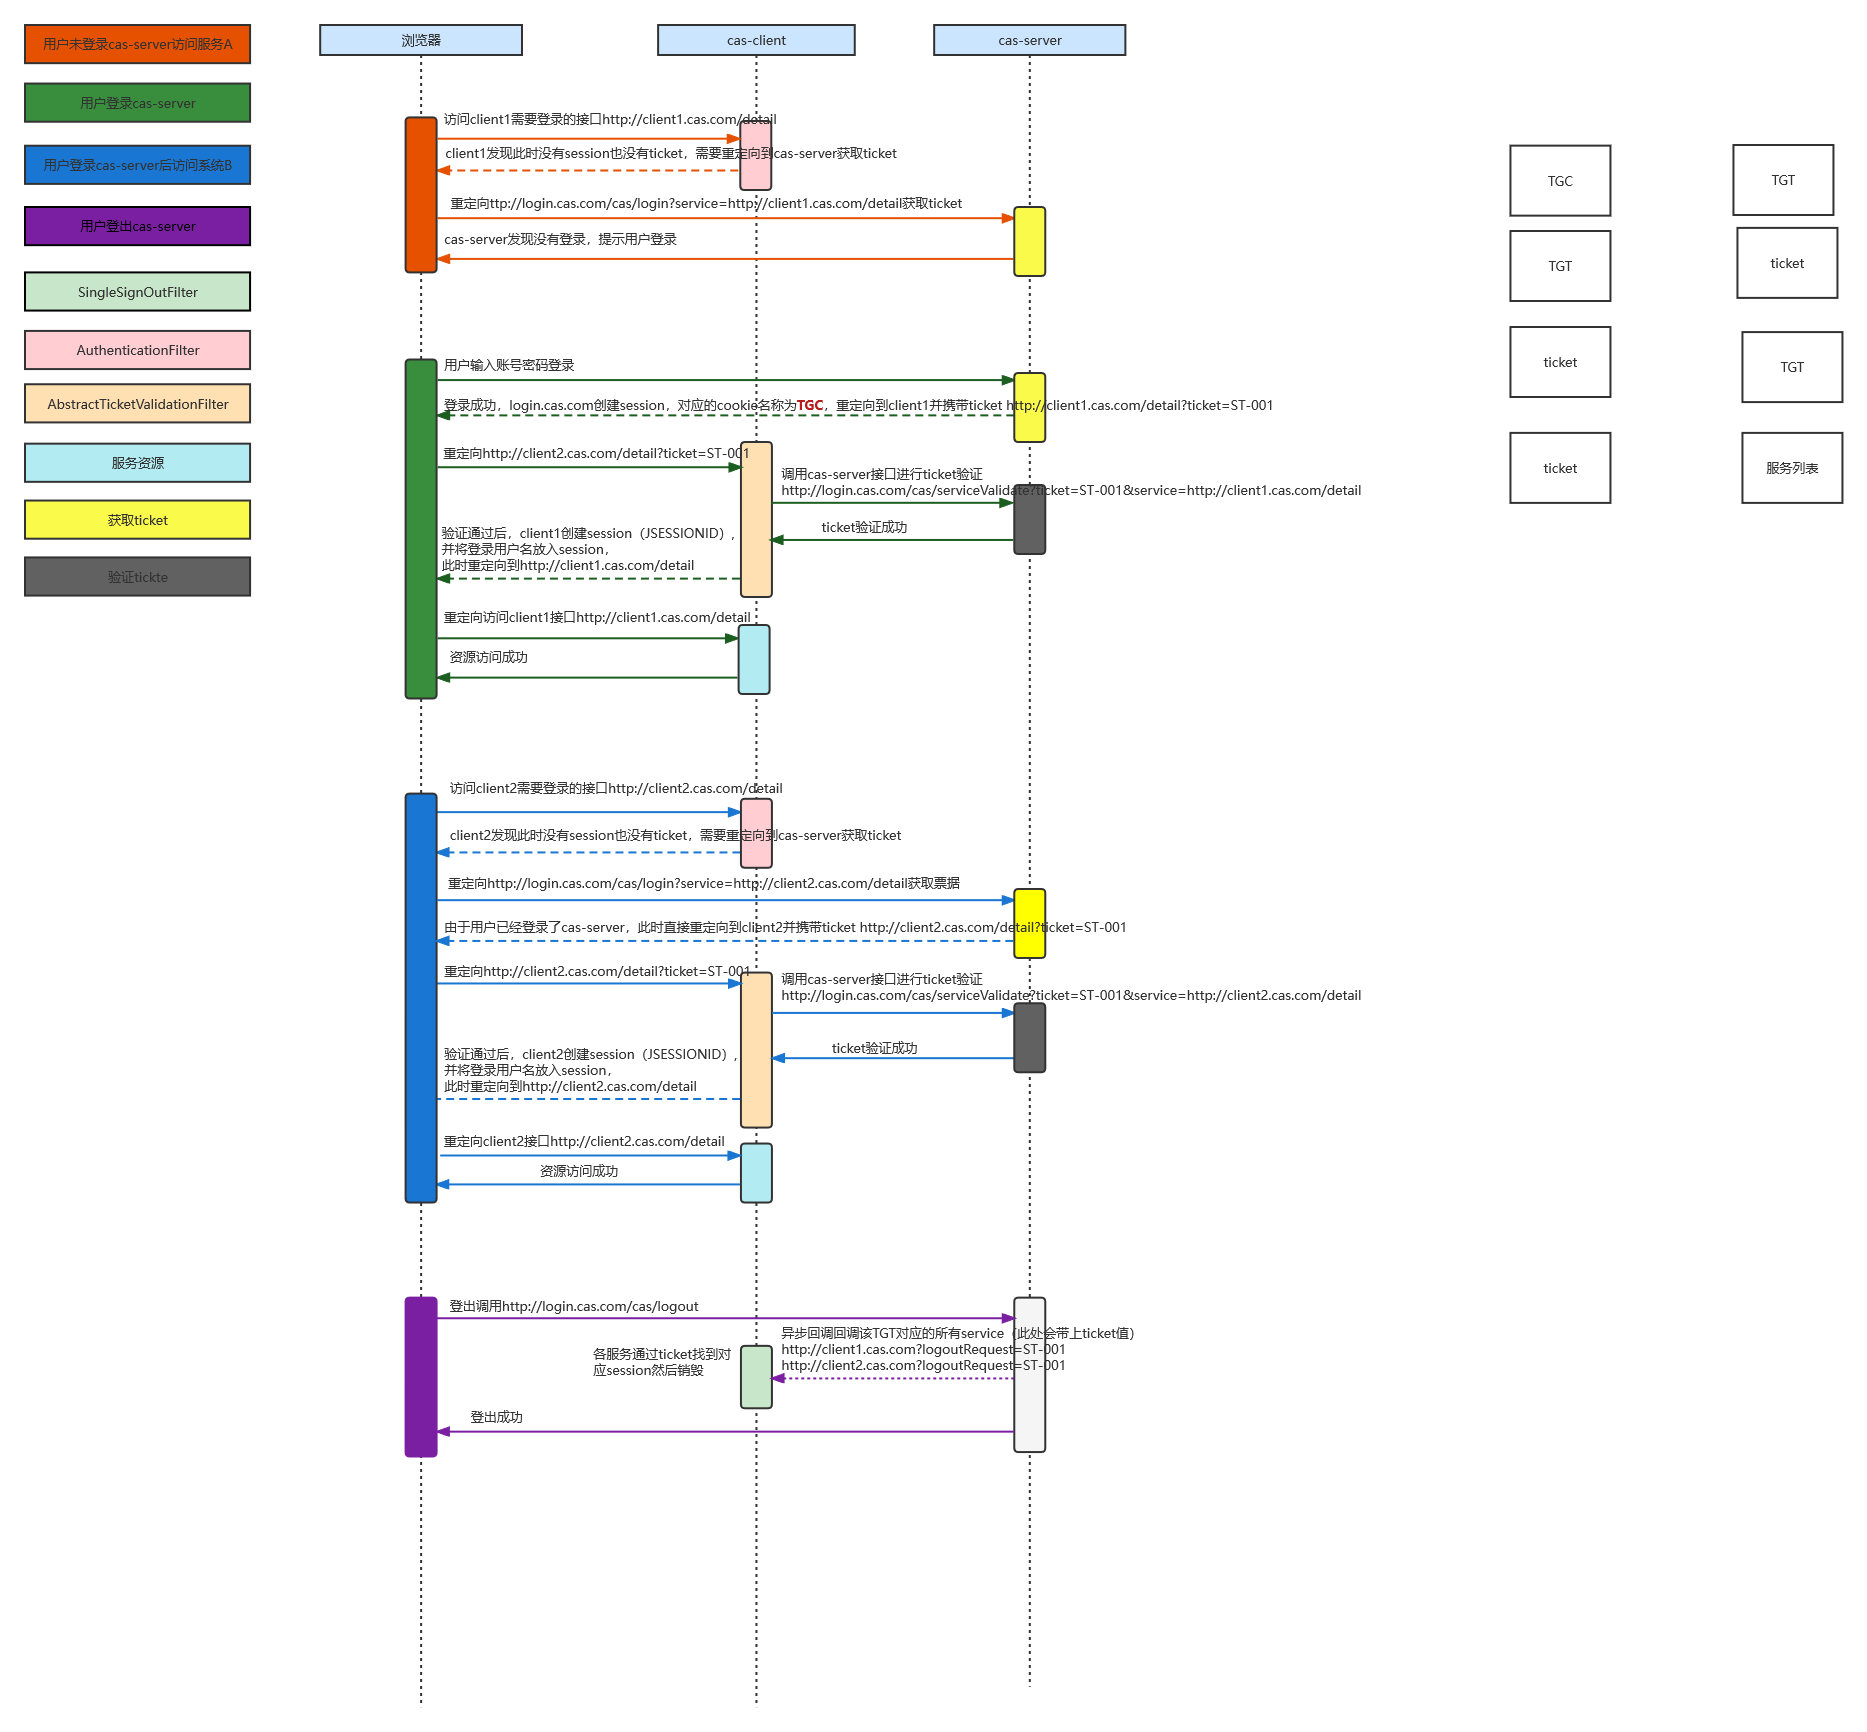 用户未登录cas-server访问服务A
用户登录cas-server
用户登录cas-server后访问系统B
用户登出cas-server
SingleSignOutFilter
AuthenticationFilter
AbstractTicketValidationFilter
服务资源
获取ticket
验证tickte
浏览器
cas-client
cas-server
访问client1需要登录的接口http://client1.cas.com/detail
client1发现此时没有session也没有ticket，需要重定向到cas-server获取ticket
重定向ttp://login.cas.com/cas/login?service=http://client1.cas.com/detail获取ticket
cas-server发现没有登录，提示用户登录
用户输入账号密码登录
登录成功，login.cas.com创建session，对应的cookie名称为TGC，重定向到client1并携带ticket http://client1.cas.com/detail?ticket=ST-001
重定向http://client2.cas.com/detail?ticket=ST-001
调用cas-server接口进行ticket验证
http://login.cas.com/cas/serviceValidate?ticket=ST-001&service=http://client1.cas.com/detail
ticket验证成功
验证通过后，client1创建session（JSESSIONID）,
并将登录用户名放入session，
此时重定向到http://client1.cas.com/detail
重定向访问client1接口http://client1.cas.com/detail
资源访问成功
访问client2需要登录的接口http://client2.cas.com/detail
client2发现此时没有session也没有ticket，需要重定向到cas-server获取ticket
重定向http://login.cas.com/cas/login?service=http://client2.cas.com/detail获取票据
由于用户已经登录了cas-server，此时直接重定向到client2并携带ticket http://client2.cas.com/detail?ticket=ST-001
重定向http://client2.cas.com/detail?ticket=ST-001
调用cas-server接口进行ticket验证
http://login.cas.com/cas/serviceValidate?ticket=ST-001&service=http://client2.cas.com/detail
ticket验证成功
验证通过后，client2创建session（JSESSIONID）,
并将登录用户名放入session，
此时重定向到http://client2.cas.com/detail
重定向client2接口http://client2.cas.com/detail
资源访问成功
登出调用http://login.cas.com/cas/logout
异步回调回调该TGT对应的所有service（此处会带上ticket值）
http://client1.cas.com?logoutRequest=ST-001
http://client2.cas.com?logoutRequest=ST-001
各服务通过ticket找到对
应session然后销毁
登出成功
TGC
TGT
TGT
ticket
ticket
TGT
ticket
服务列表